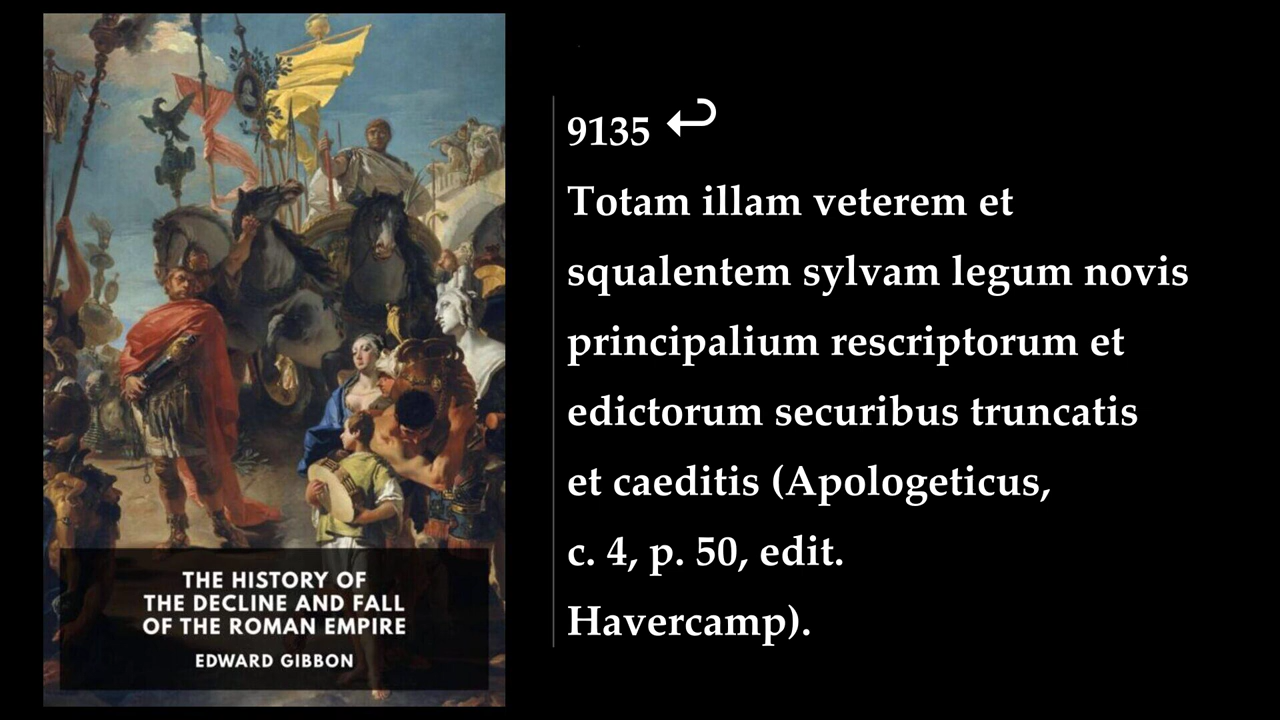 THE HISTORY OF
THE DECLINE AND FALL
OF THE ROMAN EMPIRE
EDWARD GIBBON
9135 ↩
Totam illam veterem et
squalentem sylvam legum novis
principalium rescriptorum et
edictorum securibus truncatis
et caeditis (Apologeticus,
c. 4, p. 50, edit.
Havercamp).